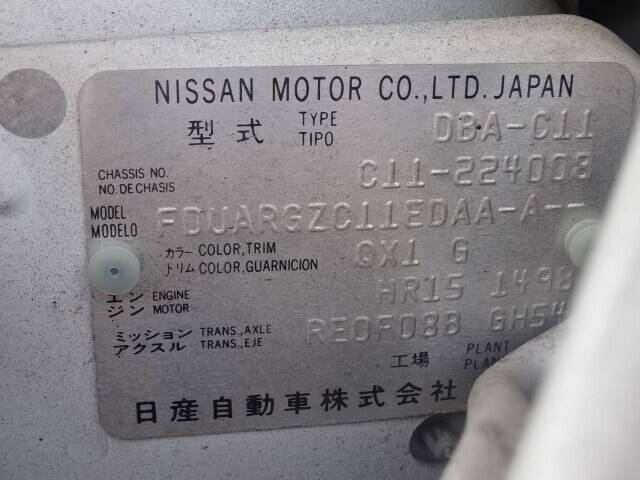 NISSAN MOTOR CO.,LTD. JAPAN
型式 TYPE TIPO DBA-C11
CHASSIS NO. NO. DE CHASIS C11-224008
MODEL MODELO FDUARGZC11EDAA-A--
カラー COLOR,TRIM
トリム COLOR,GUARNICION QX1 G
エンジン ENGINE MOTOR HR15 1498
ミッション TRANS.,AXLE
アクスル TRANS.,EJE RE0F08B GH54
工場 PLANT
日産自動車株式会社